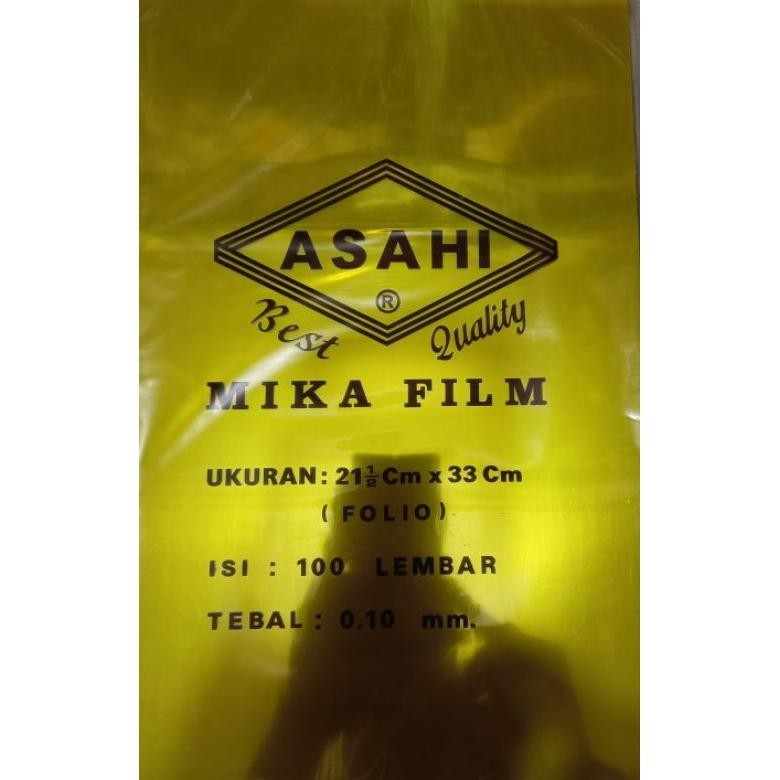 ASAHI
®
Best Quality
MIKA FILM
UKURAN: 21½ Cm x 33 Cm
(FOLIO)
ISI : 100 LEMBAR
TEBAL : 0.10 mm.